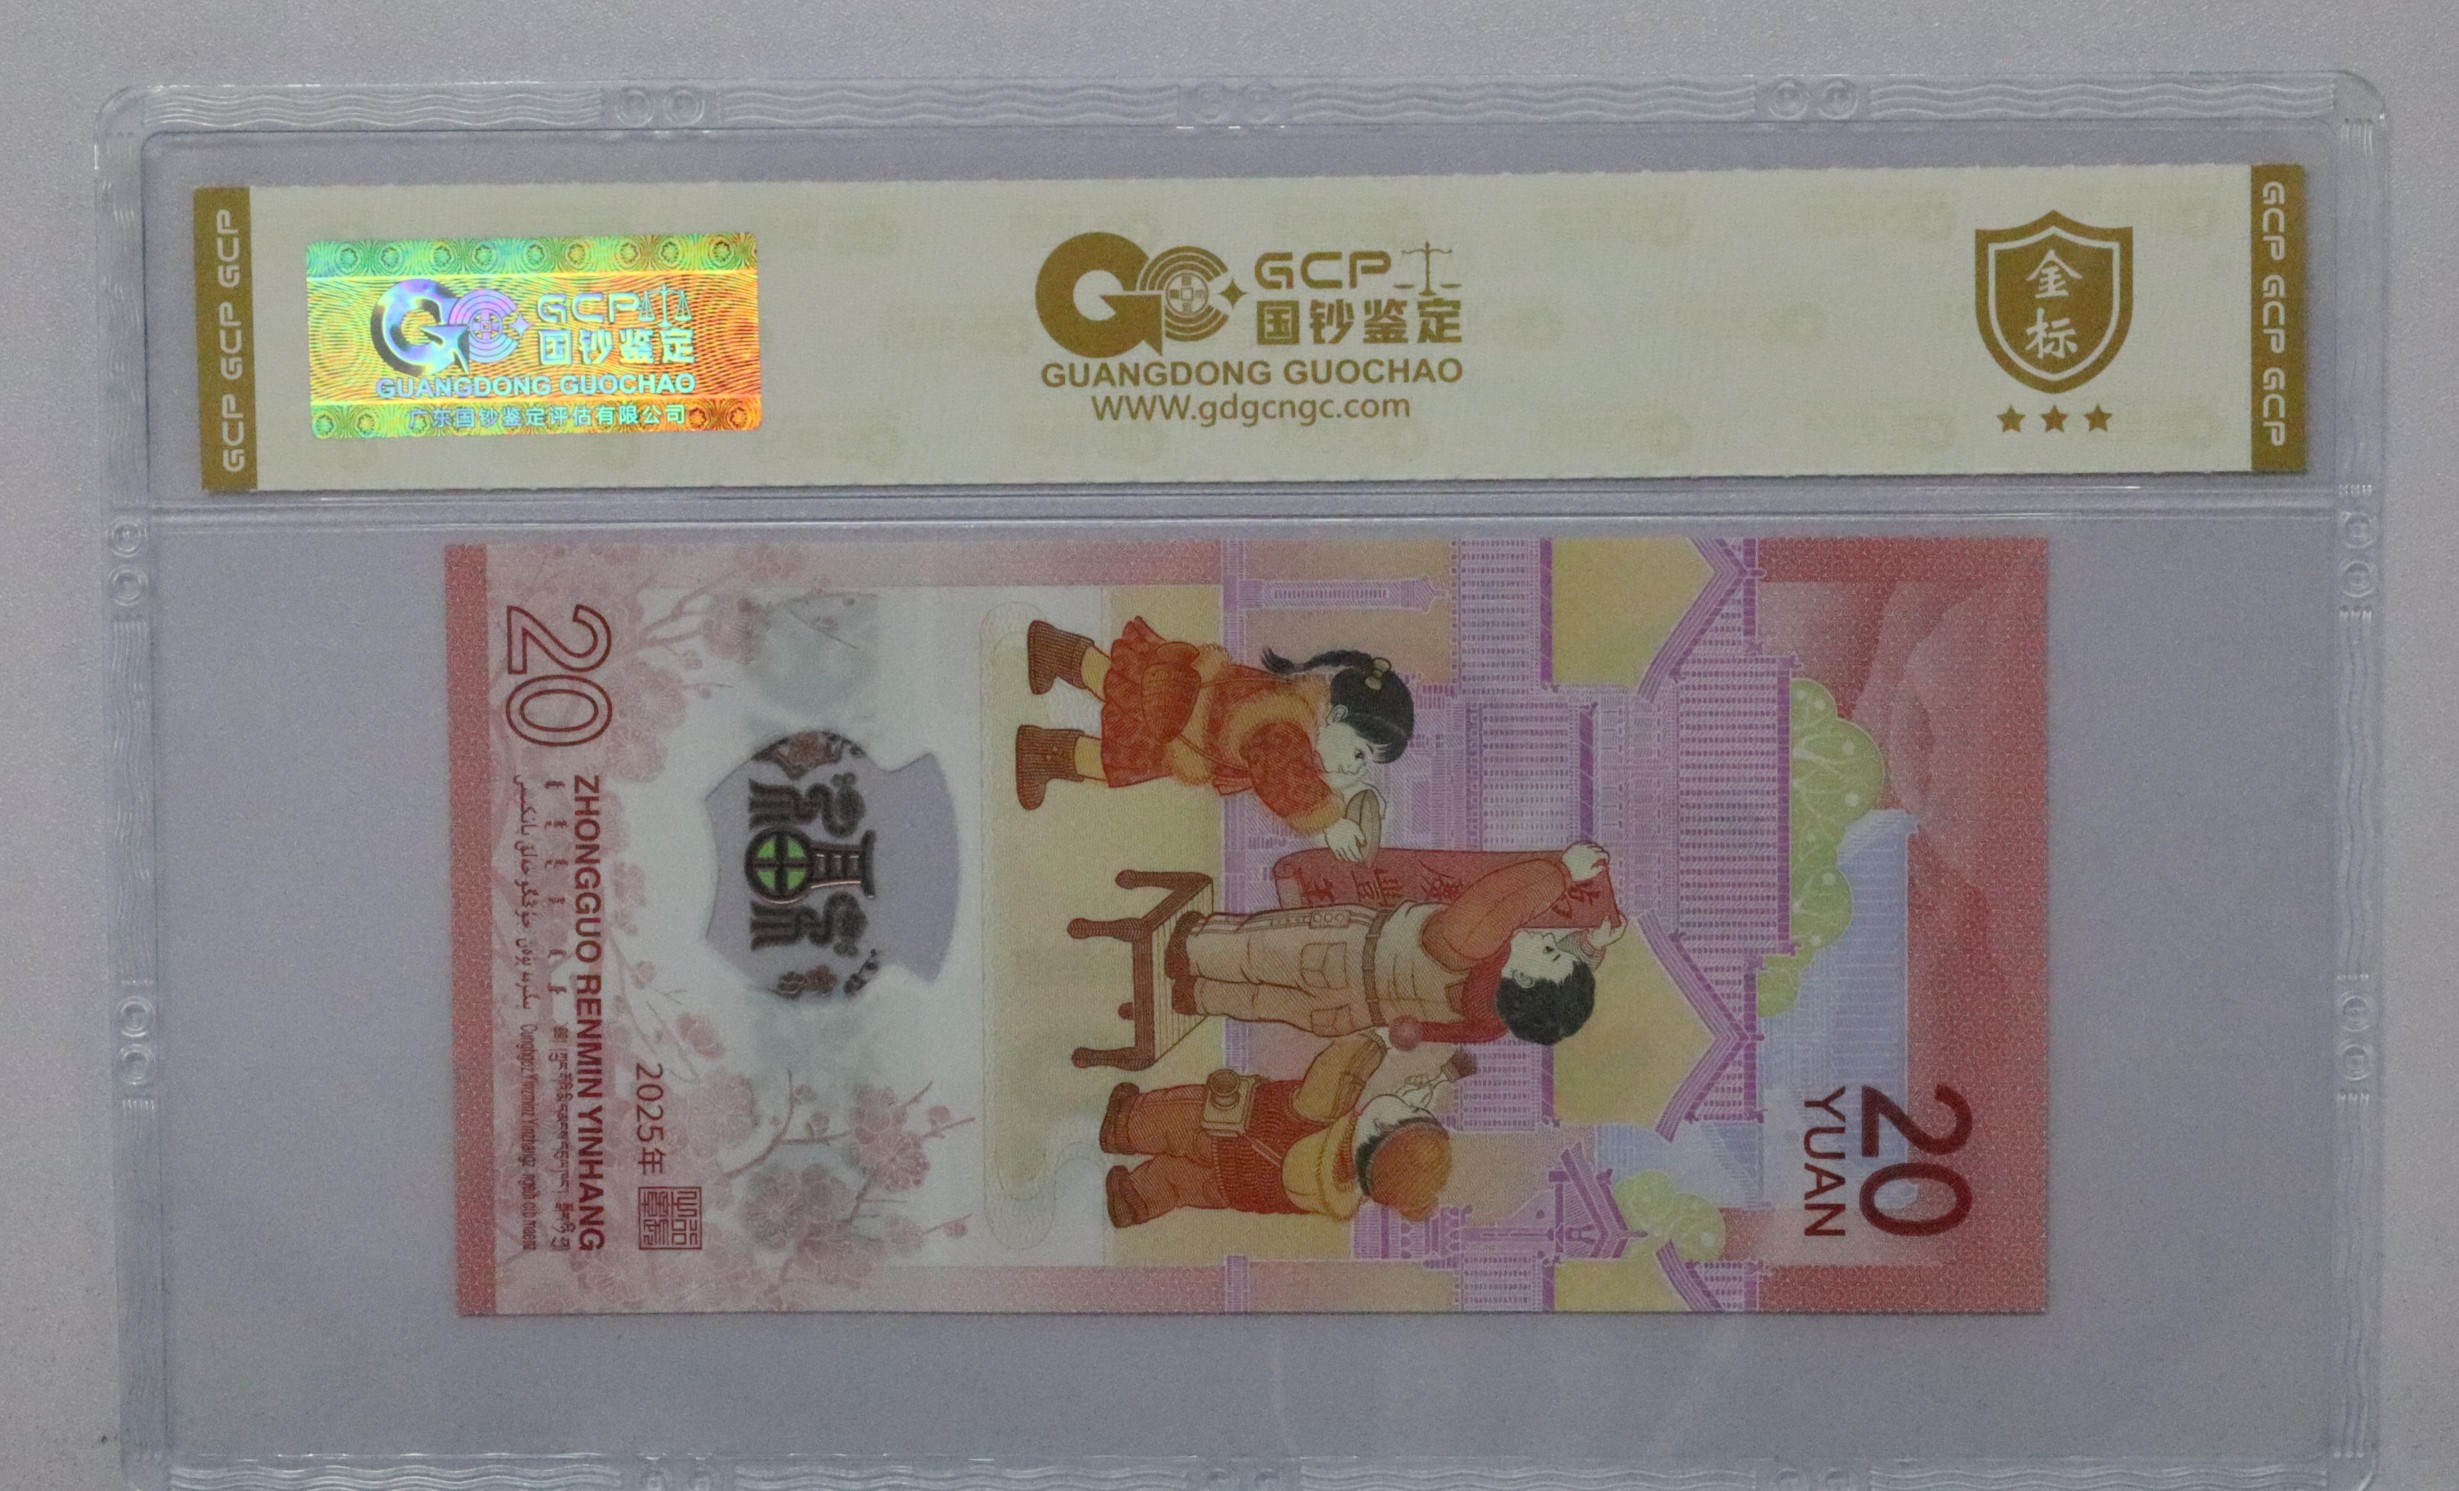 GCP GCP GCP
GCP 国钞鉴定
GUANGDONG GUOCHAO
广东国钞鉴定评估有限公司
GCP
国钞鉴定
GUANGDONG GUOCHAO
WWW.gdgcngc.com
金标
GCP GCP GCP
20
ZHONGGUO RENMIN YINHANG
2025年
20
YUAN